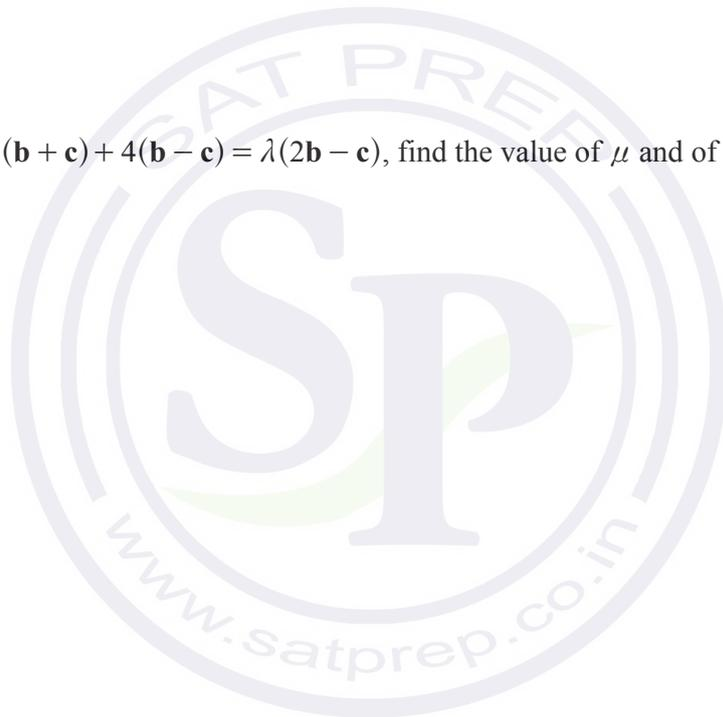 SAT PREP
(b + c) + 4(b − c) = λ(2b − c), find the value of μ and of
SP
www.satprep.co.in